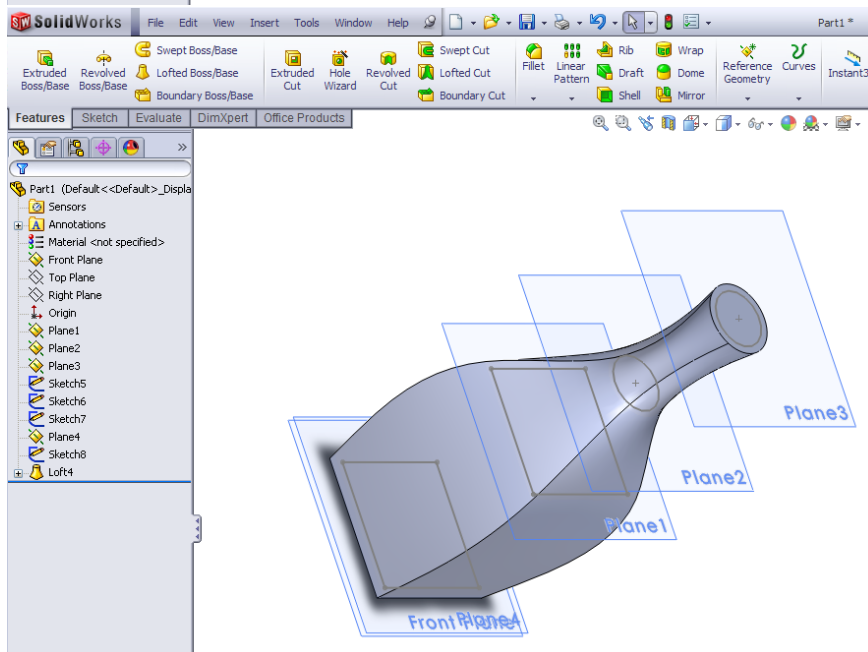 SolidWorks File Edit View Insert Tools Window Help Part1 *
Extruded Boss/Base
Revolved Boss/Base
Swept Boss/Base
Lofted Boss/Base
Boundary Boss/Base
Extruded Cut
Hole Wizard
Revolved Cut
Swept Cut
Lofted Cut
Boundary Cut
Fillet
Linear Pattern
Rib
Draft
Shell
Wrap
Dome
Mirror
Reference Geometry
Curves
Instant3
Features Sketch Evaluate DimXpert Office Products
Part1 (Default<<Default>_Displa
Sensors
A Annotations
Material <not specified>
Front Plane
Top Plane
Right Plane
Origin
Plane1
Plane2
Plane3
Sketch5
Sketch6
Sketch7
Plane4
Sketch8
Loft4
Plane3
Plane2
Plane1
Front Plane
Plane4